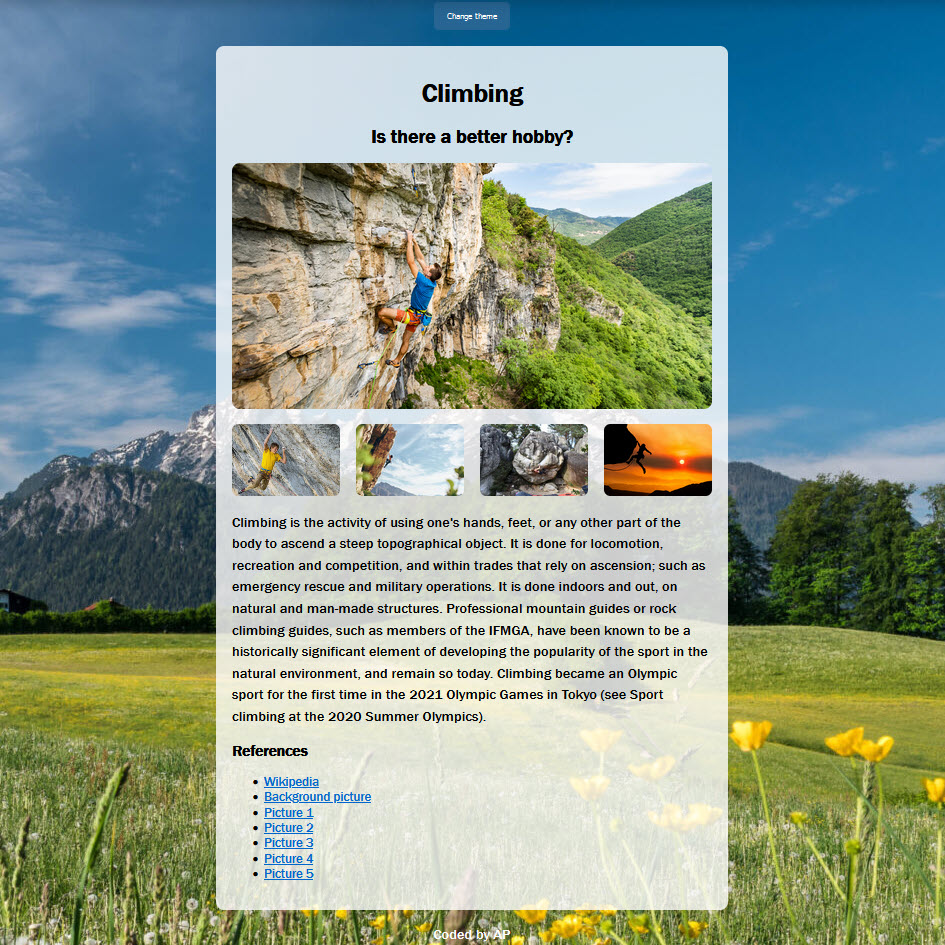 Change theme
Climbing
Is there a better hobby?
Climbing is the activity of using one's hands, feet, or any other part of the
body to ascend a steep topographical object. It is done for locomotion,
recreation and competition, and within trades that rely on ascension; such as
emergency rescue and military operations. It is done indoors and out, on
natural and man-made structures. Professional mountain guides or rock
climbing guides, such as members of the IFMGA, have been known to be a
historically significant element of developing the popularity of the sport in the
natural environment, and remain so today. Climbing became an Olympic
sport for the first time in the 2021 Olympic Games in Tokyo (see Sport
climbing at the 2020 Summer Olympics).
References
Wikipedia
Background picture
Picture 1
Picture 2
Picture 3
Picture 4
Picture 5
Coded by AP